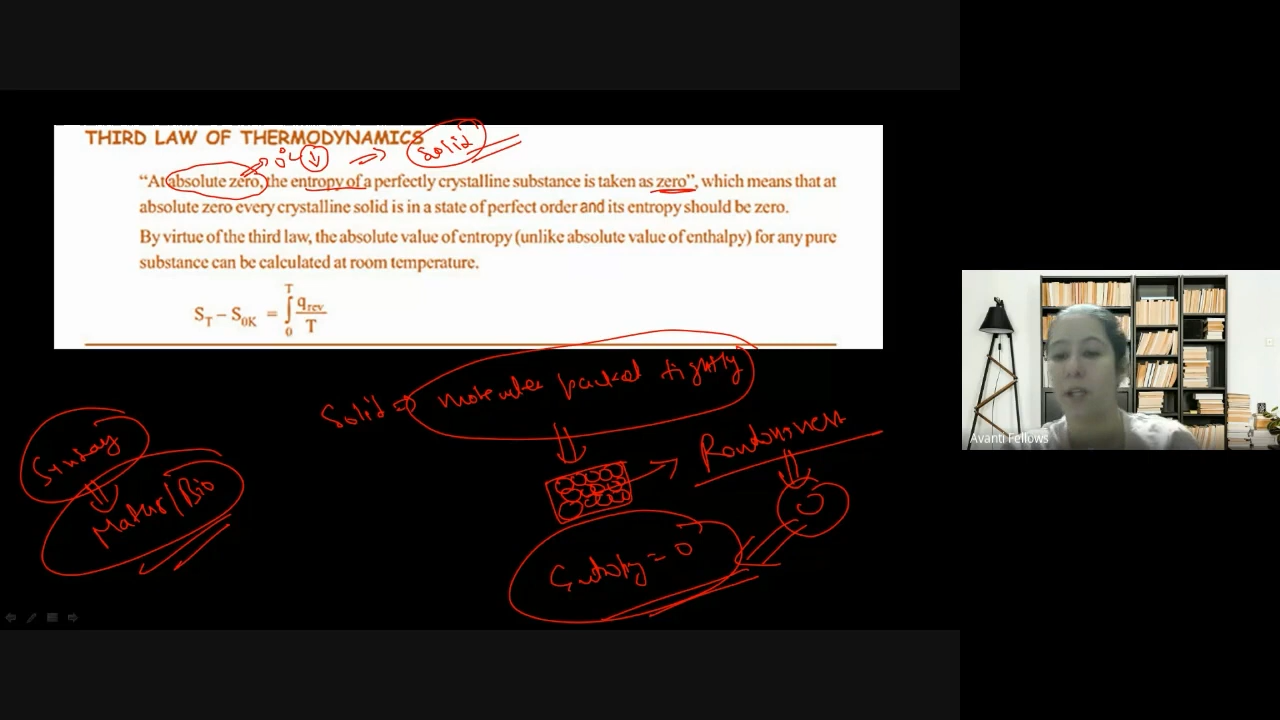 THIRD LAW OF THERMODYNAMICS
Solid
"At absolute zero, the entropy of a perfectly crystalline substance is taken as zero", which means that at
absolute zero every crystalline solid is in a state of perfect order and its entropy should be zero.
By virtue of the third law, the absolute value of entropy (unlike absolute value of enthalpy) for any pure
substance can be calculated at room temperature.
S_T – S_0K = ∫_0^T q_rev / T
Solid ⇒ molecules packed tightly
Randomness
0
Entropy = 0
Sunday
Maths/Bio
Avanti Fellows